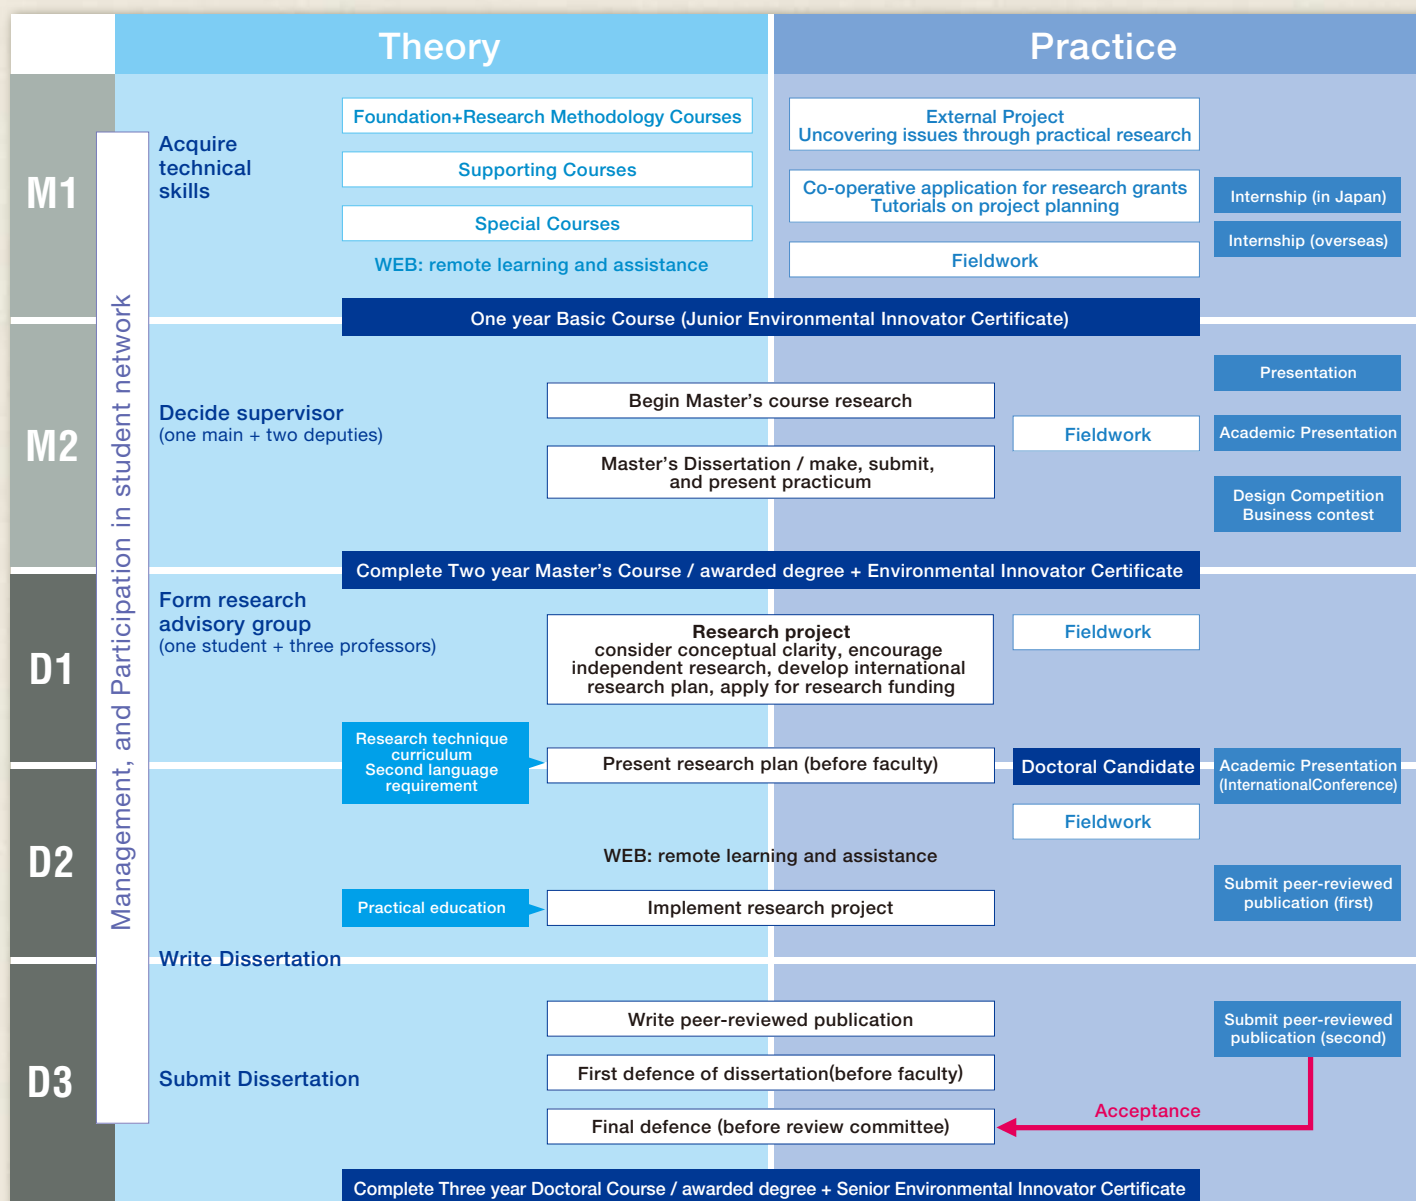 Theory
Practice
Management, and Participation in student network
M1
Acquire
technical
skills
Foundation+Research Methodology Courses
Supporting Courses
Special Courses
WEB: remote learning and assistance
External Project
Uncovering issues through practical research
Co-operative application for research grants
Tutorials on project planning
Fieldwork
Internship (in Japan)
Internship (overseas)
One year Basic Course (Junior Environmental Innovator Certificate)
M2
Decide supervisor
(one main + two deputies)
Begin Master's course research
Master's Dissertation / make, submit,
and present practicum
Fieldwork
Presentation
Academic Presentation
Design Competition
Business contest
Complete Two year Master's Course / awarded degree + Environmental Innovator Certificate
D1
Form research
advisory group
(one student + three professors)
Research project
consider conceptual clarity, encourage
independent research, develop international
research plan, apply for research funding
Fieldwork
Research technique
curriculum
Second language
requirement
Present research plan (before faculty)
Doctoral Candidate
Academic Presentation
(InternationalConference)
D2
Fieldwork
WEB: remote learning and assistance
Practical education
Implement research project
Submit peer-reviewed
publication (first)
Write Dissertation
D3
Write peer-reviewed publication
Submit peer-reviewed
publication (second)
Submit Dissertation
First defence of dissertation(before faculty)
Acceptance
Final defence (before review committee)
Complete Three year Doctoral Course / awarded degree + Senior Environmental Innovator Certificate